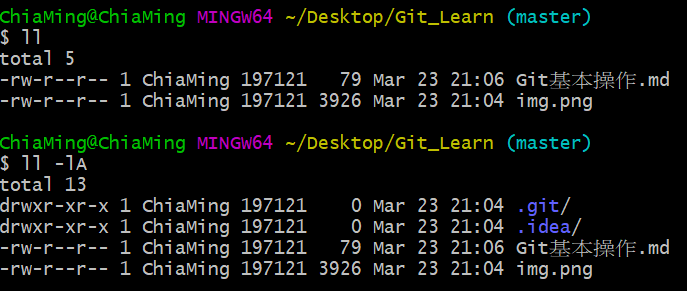 ChiaMing@ChiaMing MINGW64 ~/Desktop/Git_Learn (master)
$ ll
total 5
-rw-r--r-- 1 ChiaMing 197121   79 Mar 23 21:06 Git基本操作.md
-rw-r--r-- 1 ChiaMing 197121 3926 Mar 23 21:04 img.png
ChiaMing@ChiaMing MINGW64 ~/Desktop/Git_Learn (master)
$ ll -lA
total 13
drwxr-xr-x 1 ChiaMing 197121    0 Mar 23 21:04 .git/
drwxr-xr-x 1 ChiaMing 197121    0 Mar 23 21:04 .idea/
-rw-r--r-- 1 ChiaMing 197121   79 Mar 23 21:06 Git基本操作.md
-rw-r--r-- 1 ChiaMing 197121 3926 Mar 23 21:04 img.png